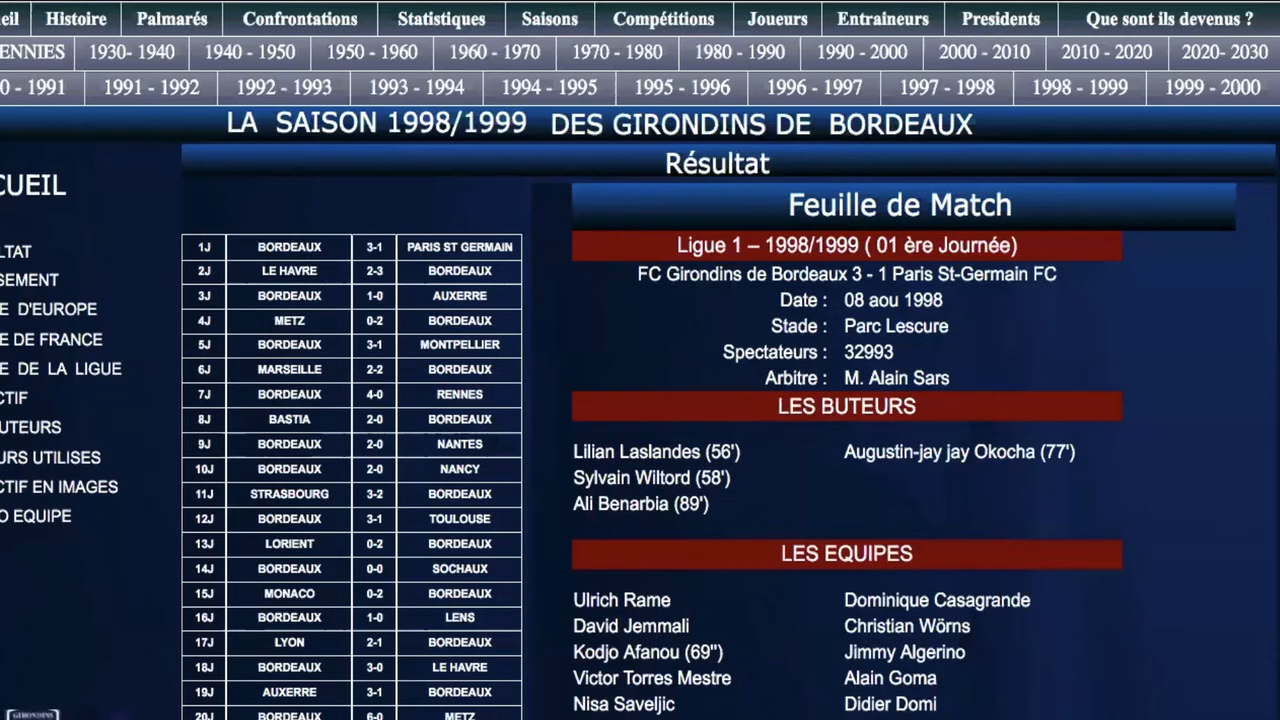 eil Histoire Palmarés Confrontations Statistiques Saisons Compétitions Joueurs Entraineurs Presidents Que sont ils devenus ?
ENNIES 1930- 1940 1940 - 1950 1950 - 1960 1960 - 1970 1970 - 1980 1980 - 1990 1990 - 2000 2000 - 2010 2010 - 2020 2020- 2030
0 - 1991 1991 - 1992 1992 - 1993 1993 - 1994 1994 - 1995 1995 - 1996 1996 - 1997 1997 - 1998 1998 - 1999 1999 - 2000
LA SAISON 1998/1999 DES GIRONDINS DE BORDEAUX
Résultat
CUEIL
LTAT
SEMENT
E D'EUROPE
E DE FRANCE
E DE LA LIGUE
CTIF
UTEURS
URS UTILISES
CTIF EN IMAGES
O EQUIPE
GIRONDINS
1J BORDEAUX 3-1 PARIS ST GERMAIN
2J LE HAVRE 2-3 BORDEAUX
3J BORDEAUX 1-0 AUXERRE
4J METZ 0-2 BORDEAUX
5J BORDEAUX 3-1 MONTPELLIER
6J MARSEILLE 2-2 BORDEAUX
7J BORDEAUX 4-0 RENNES
8J BASTIA 2-0 BORDEAUX
9J BORDEAUX 2-0 NANTES
10J BORDEAUX 2-0 NANCY
11J STRASBOURG 3-2 BORDEAUX
12J BORDEAUX 3-1 TOULOUSE
13J LORIENT 0-2 BORDEAUX
14J BORDEAUX 0-0 SOCHAUX
15J MONACO 0-2 BORDEAUX
16J BORDEAUX 1-0 LENS
17J LYON 2-1 BORDEAUX
18J BORDEAUX 3-0 LE HAVRE
19J AUXERRE 3-1 BORDEAUX
20J BORDEAUX 6-0 METZ
Feuille de Match
Ligue 1 – 1998/1999 ( 01 ère Journée)
FC Girondins de Bordeaux 3 - 1 Paris St-Germain FC
Date : 08 aou 1998
Stade : Parc Lescure
Spectateurs : 32993
Arbitre : M. Alain Sars
LES BUTEURS
Lilian Laslandes (56') Augustin-jay jay Okocha (77')
Sylvain Wiltord (58')
Ali Benarbia (89')
LES EQUIPES
Ulrich Rame Dominique Casagrande
David Jemmali Christian Wörns
Kodjo Afanou (69'') Jimmy Algerino
Victor Torres Mestre Alain Goma
Nisa Saveljic Didier Domi